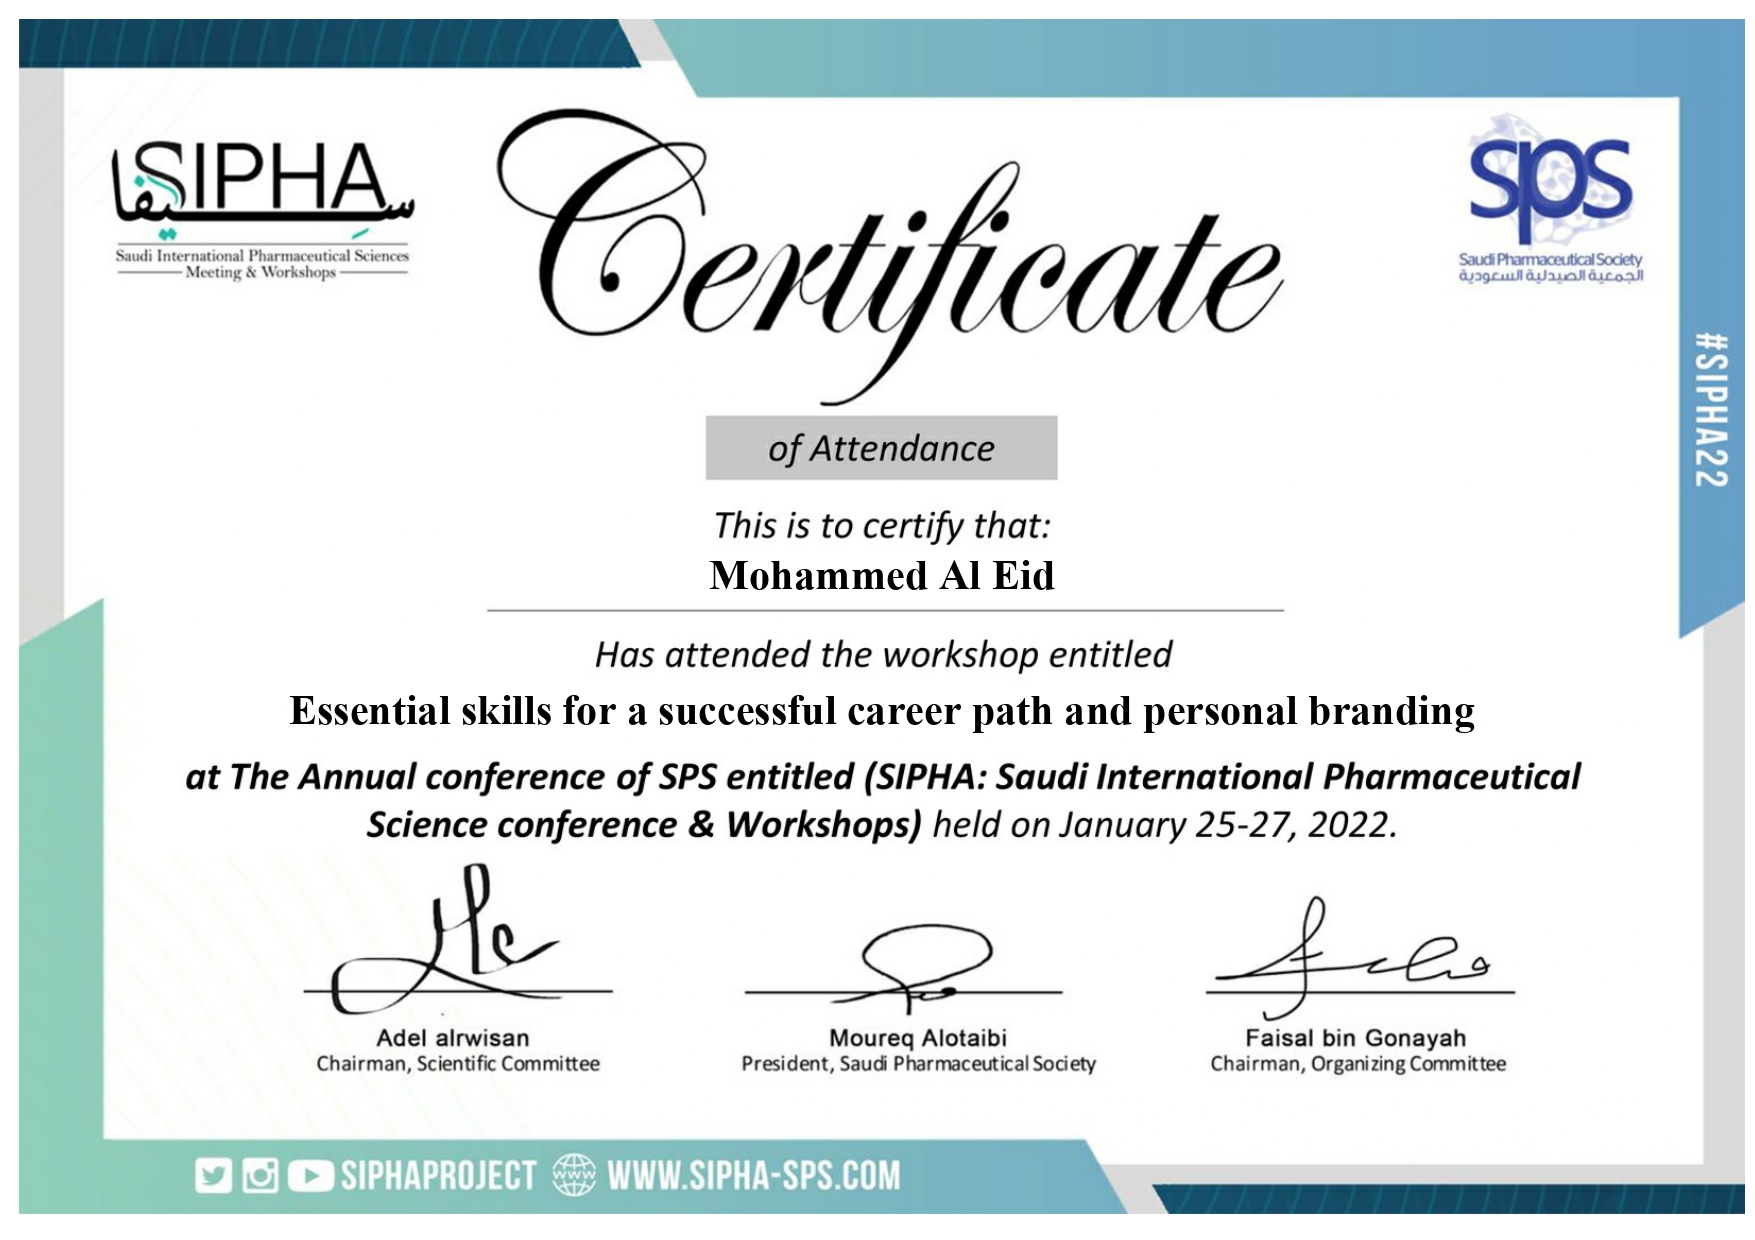 SIPHA
سيفا
Saudi International Pharmaceutical Sciences
Meeting & Workshops
Certificate
sps
Saudi Pharmaceutical Society
الجمعية الصيدلية السعودية
#SIPHA22
of Attendance
This is to certify that:
Mohammed Al Eid
Has attended the workshop entitled
Essential skills for a successful career path and personal branding
at The Annual conference of SPS entitled (SIPHA: Saudi International Pharmaceutical
Science conference & Workshops) held on January 25-27, 2022.
Adel alrwisan
Chairman, Scientific Committee
Moureq Alotaibi
President, Saudi Pharmaceutical Society
Faisal bin Gonayah
Chairman, Organizing Committee
SIPHAPROJECT www WWW.SIPHA-SPS.COM